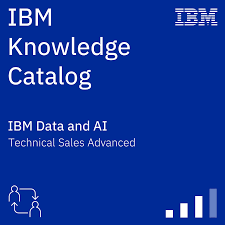 IBM
IBM
Knowledge
Catalog
IBM Data and AI
Technical Sales Advanced